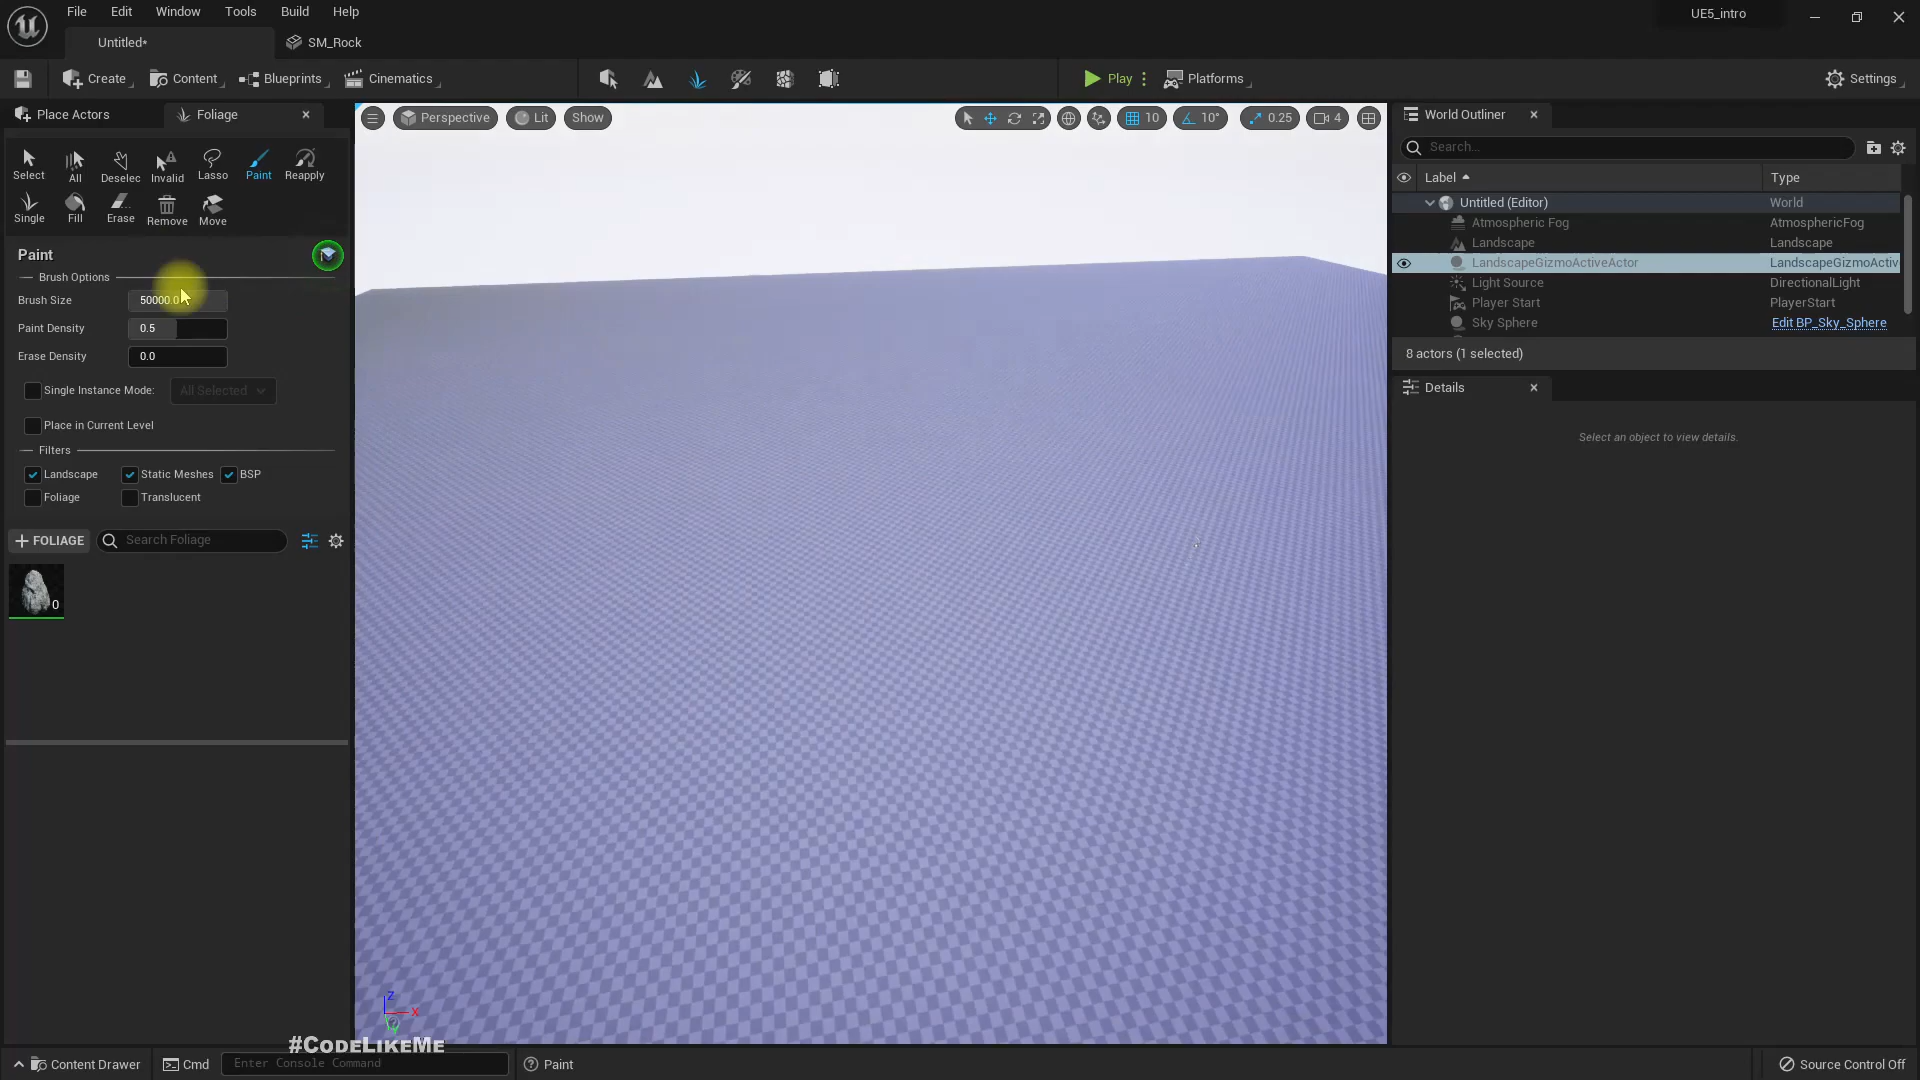 File Edit Window Tools Build Help
UE5_intro
Untitled*
SM_Rock
Create
Content
Blueprints
Cinematics
Play
Platforms
Settings
Place Actors
Foliage
Select
All
Deselec
Invalid
Lasso
Paint
Reapply
Single
Fill
Erase
Remove
Move
Paint
Brush Options
Brush Size 50000.0
Paint Density 0.5
Erase Density 0.0
Single Instance Mode: All Selected
Place in Current Level
Filters
Landscape Static Meshes BSP
Foliage Translucent
+ FOLIAGE
Search Foliage
0
Perspective
Lit
Show
10
10°
0.25
4
Z
X
#CodeLikeMe
World Outliner
Search...
Label Type
Untitled (Editor) World
Atmospheric Fog AtmosphericFog
Landscape Landscape
LandscapeGizmoActiveActor LandscapeGizmoActiv
Light Source DirectionalLight
Player Start PlayerStart
Sky Sphere Edit BP_Sky_Sphere
8 actors (1 selected)
Details
Select an object to view details.
Content Drawer
Cmd
Enter Console Command
Paint
Source Control Off